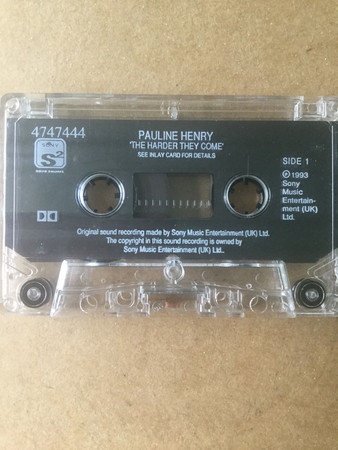 4747444
SONY
S2
PAULINE HENRY
'THE HARDER THEY COME'
SEE INLAY CARD FOR DETAILS
SIDE 1
℗ 1993
Sony
Music
Entertain-
ment (UK)
Ltd.
Original sound recording made by Sony Music Entertainment (UK) Ltd.
The copyright in this sound recording is owned by
Sony Music Entertainment (UK) Ltd..